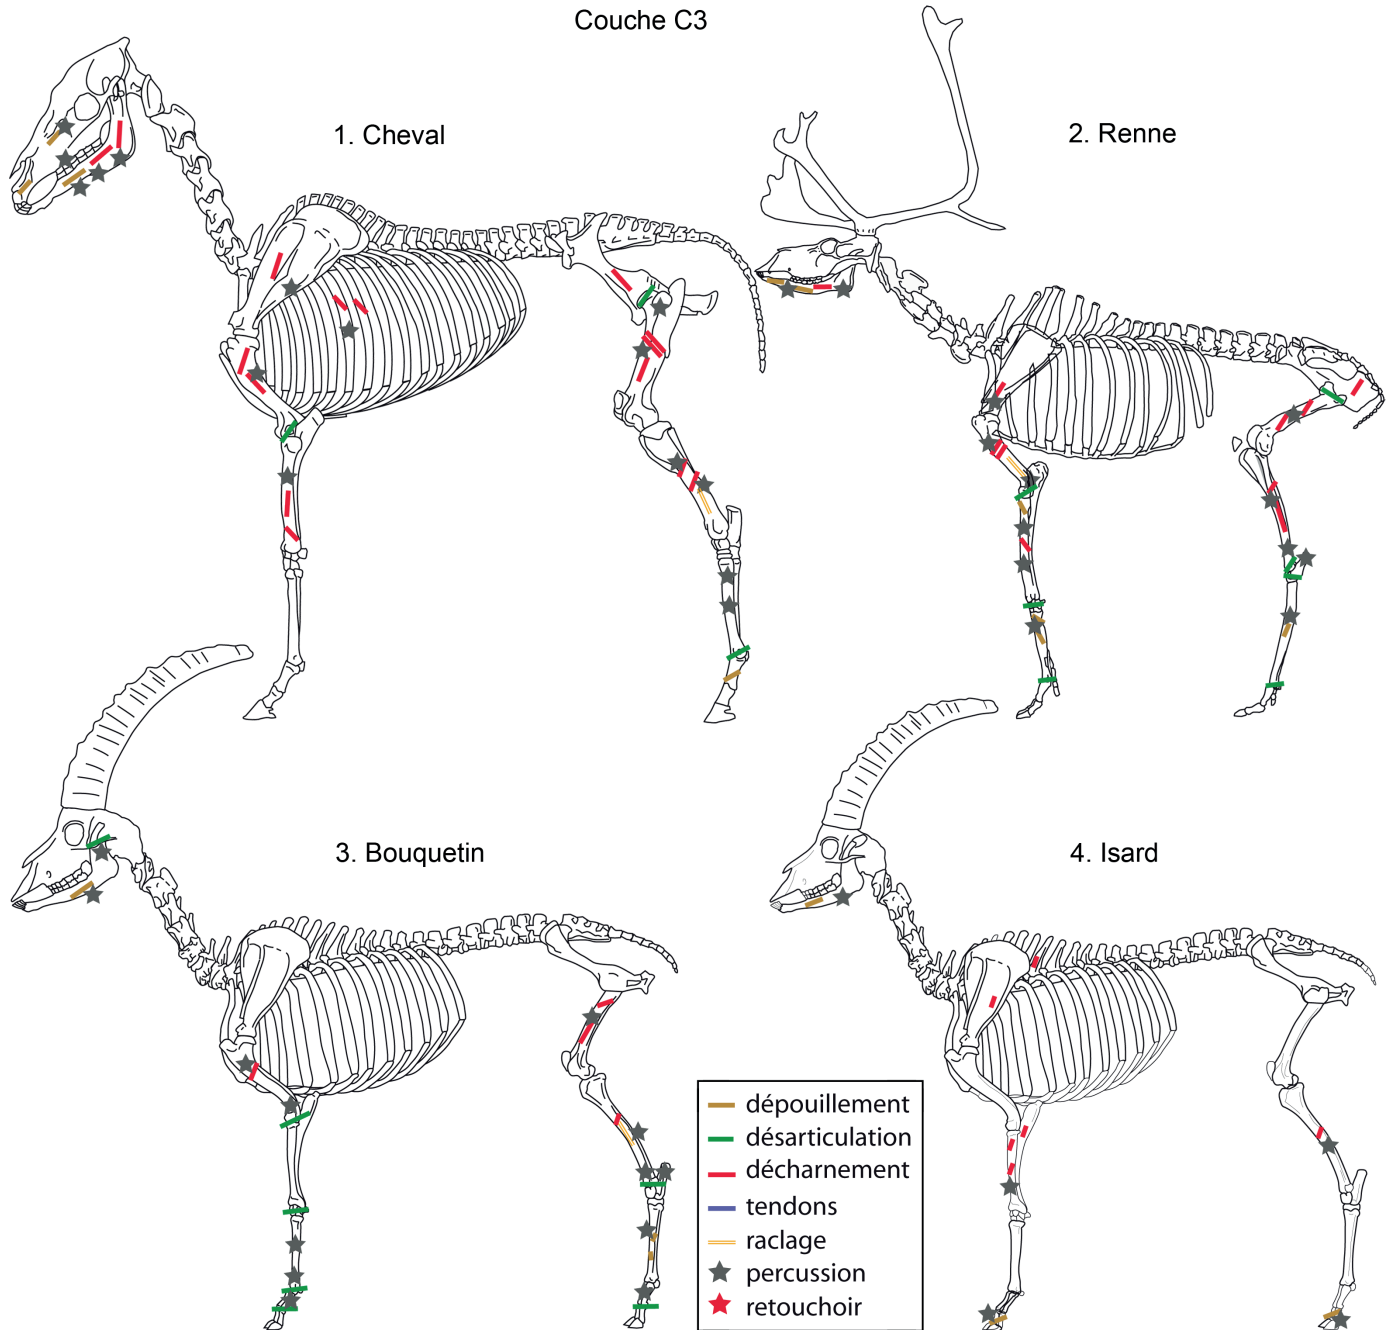 Couche C3
1. Cheval
2. Renne
3. Bouquetin
4. Isard
dépouillement
désarticulation
décharnement
tendons
raclage
percussion
retouchoir